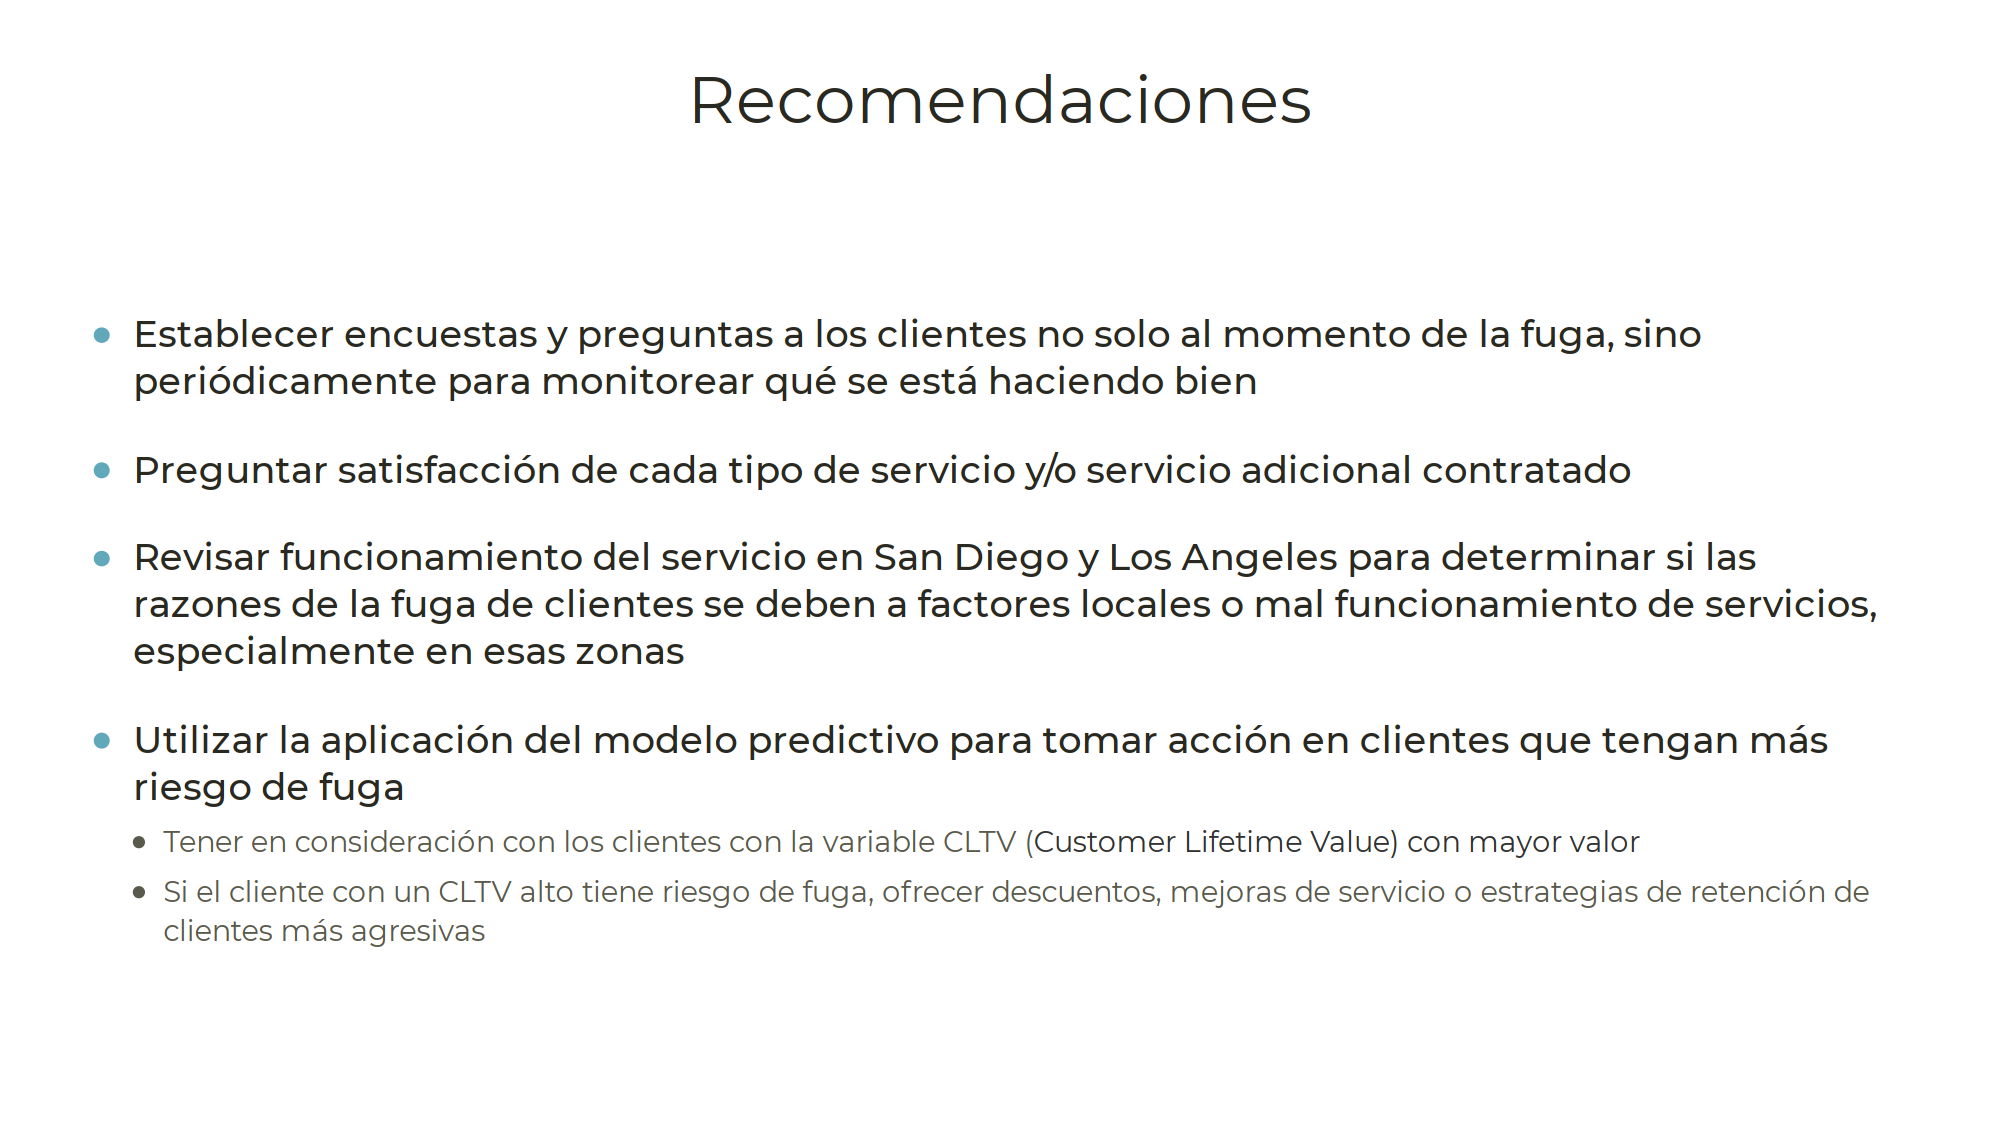 Recomendaciones
• Establecer encuestas y preguntas a los clientes no solo al momento de la fuga, sino
periódicamente para monitorear qué se está haciendo bien
• Preguntar satisfacción de cada tipo de servicio y/o servicio adicional contratado
• Revisar funcionamiento del servicio en San Diego y Los Angeles para determinar si las
razones de la fuga de clientes se deben a factores locales o mal funcionamiento de servicios,
especialmente en esas zonas
• Utilizar la aplicación del modelo predictivo para tomar acción en clientes que tengan más
riesgo de fuga
• Tener en consideración con los clientes con la variable CLTV (Customer Lifetime Value) con mayor valor
• Si el cliente con un CLTV alto tiene riesgo de fuga, ofrecer descuentos, mejoras de servicio o estrategias de retención de
clientes más agresivas